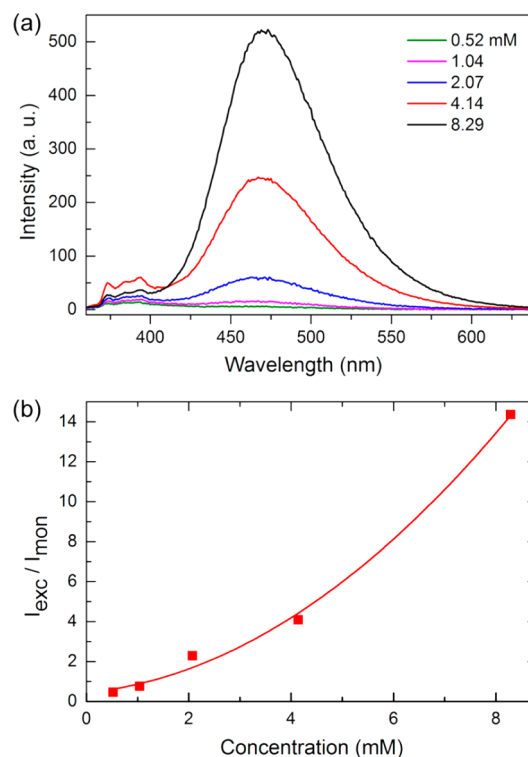 (a)
500
400
300
200
100
0
Intensity (a. u.)
0.52 mM
1.04
2.07
4.14
8.29
400 450 500 550 600
Wavelength (nm)
(b)
14
12
10
8
6
4
2
0
I_exc / I_mon
0 2 4 6 8
Concentration (mM)